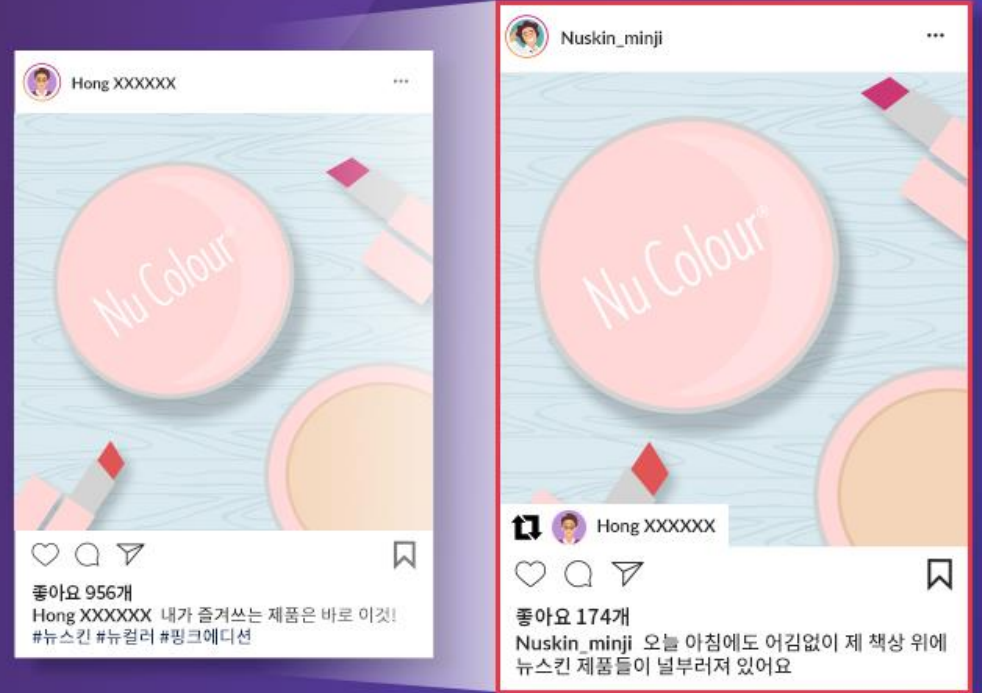 Hong XXXXXX
Nu Colour®
좋아요 956개
Hong XXXXXX 내가 즐겨쓰는 제품은 바로 이것!
#뉴스킨 #뉴컬러 #핑크에디션
Nuskin_minji
Nu Colour®
Hong XXXXXX
좋아요 174개
Nuskin_minji 오늘 아침에도 어김없이 제 책상 위에
뉴스킨 제품들이 널부러져 있어요